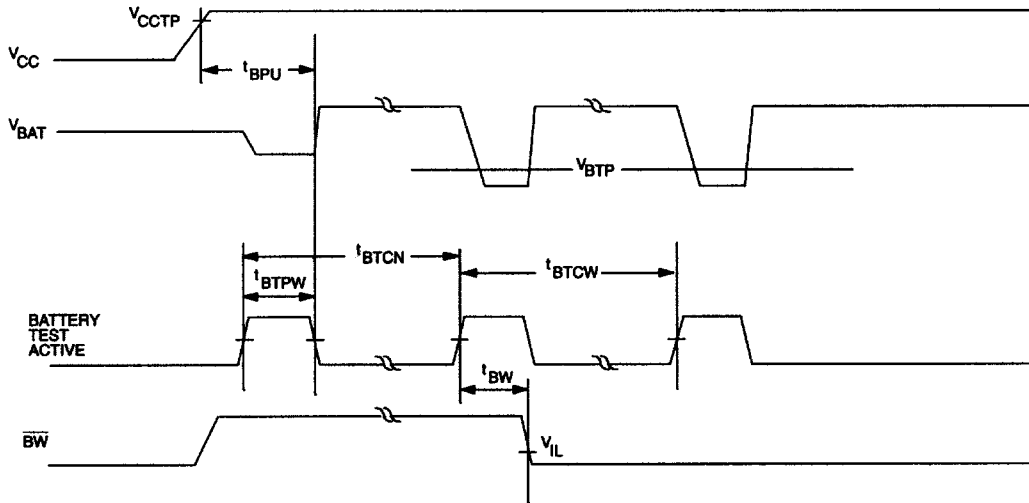 VCCTP
VCC
tBPU
VBAT
VBTP
tBTCN
tBTCW
tBTPW
BATTERY
TEST
ACTIVE
tBW
BW
VIL